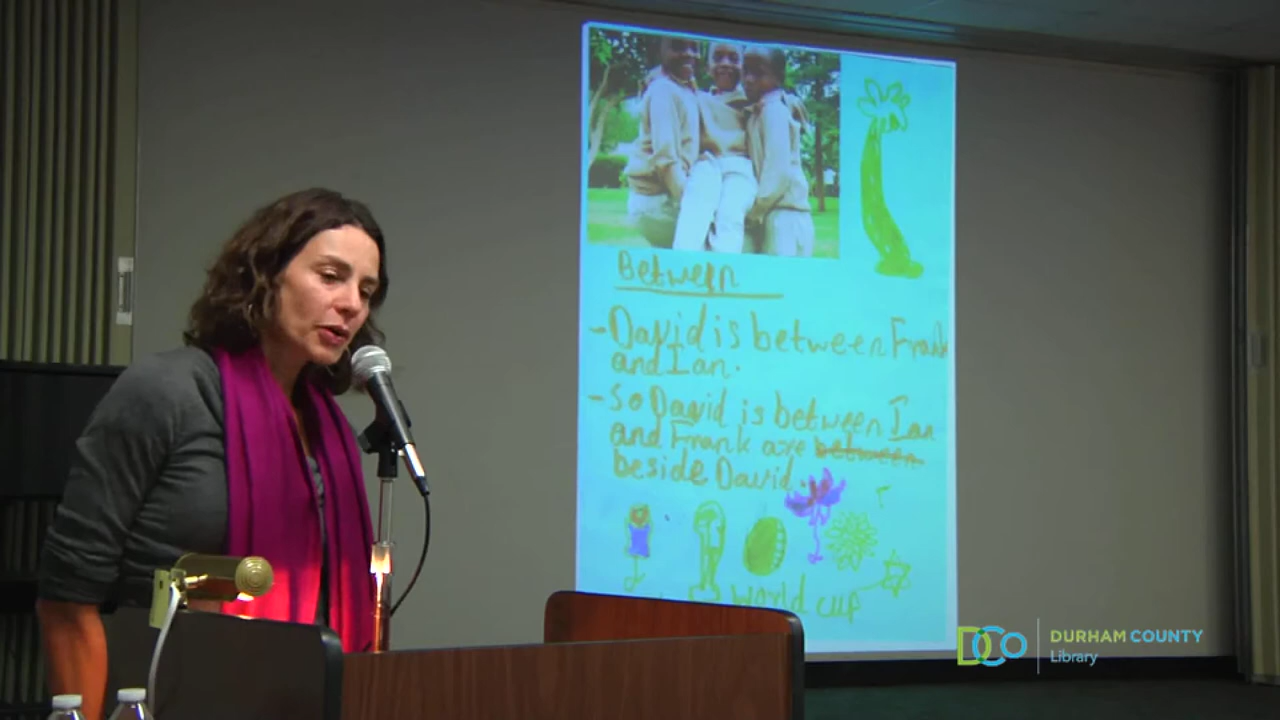 Between
- David is between Frank
and Ian.
- So David is between Ian
and Frank are between
beside David.
world cup
DCo
DURHAM COUNTY
Library